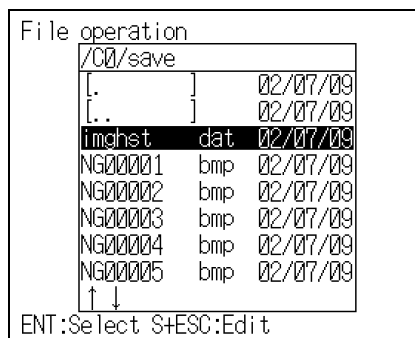 File operation
/C0/save
[. ] 02/07/09
[.. ] 02/07/09
imghst dat 02/07/09
NG00001 bmp 02/07/09
NG00002 bmp 02/07/09
NG00003 bmp 02/07/09
NG00004 bmp 02/07/09
NG00005 bmp 02/07/09
↑ ↓
ENT:Select S+ESC:Edit